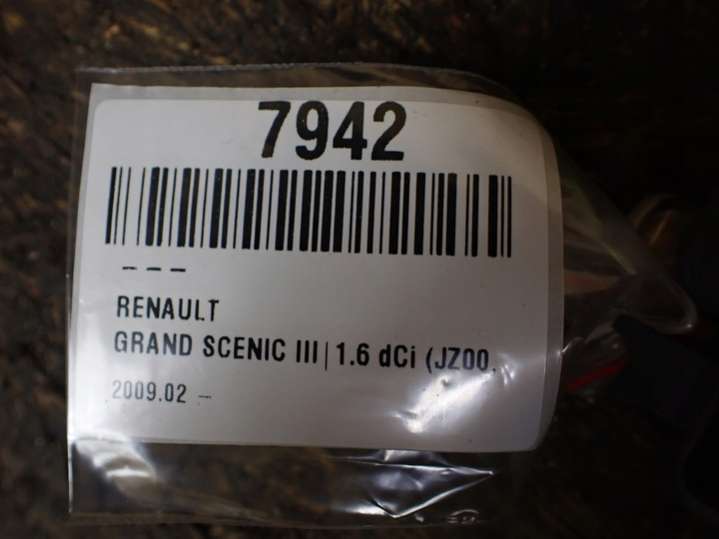 7942
---
RENAULT
GRAND SCENIC III|1.6 dCi (JZ00,
2009.02 -